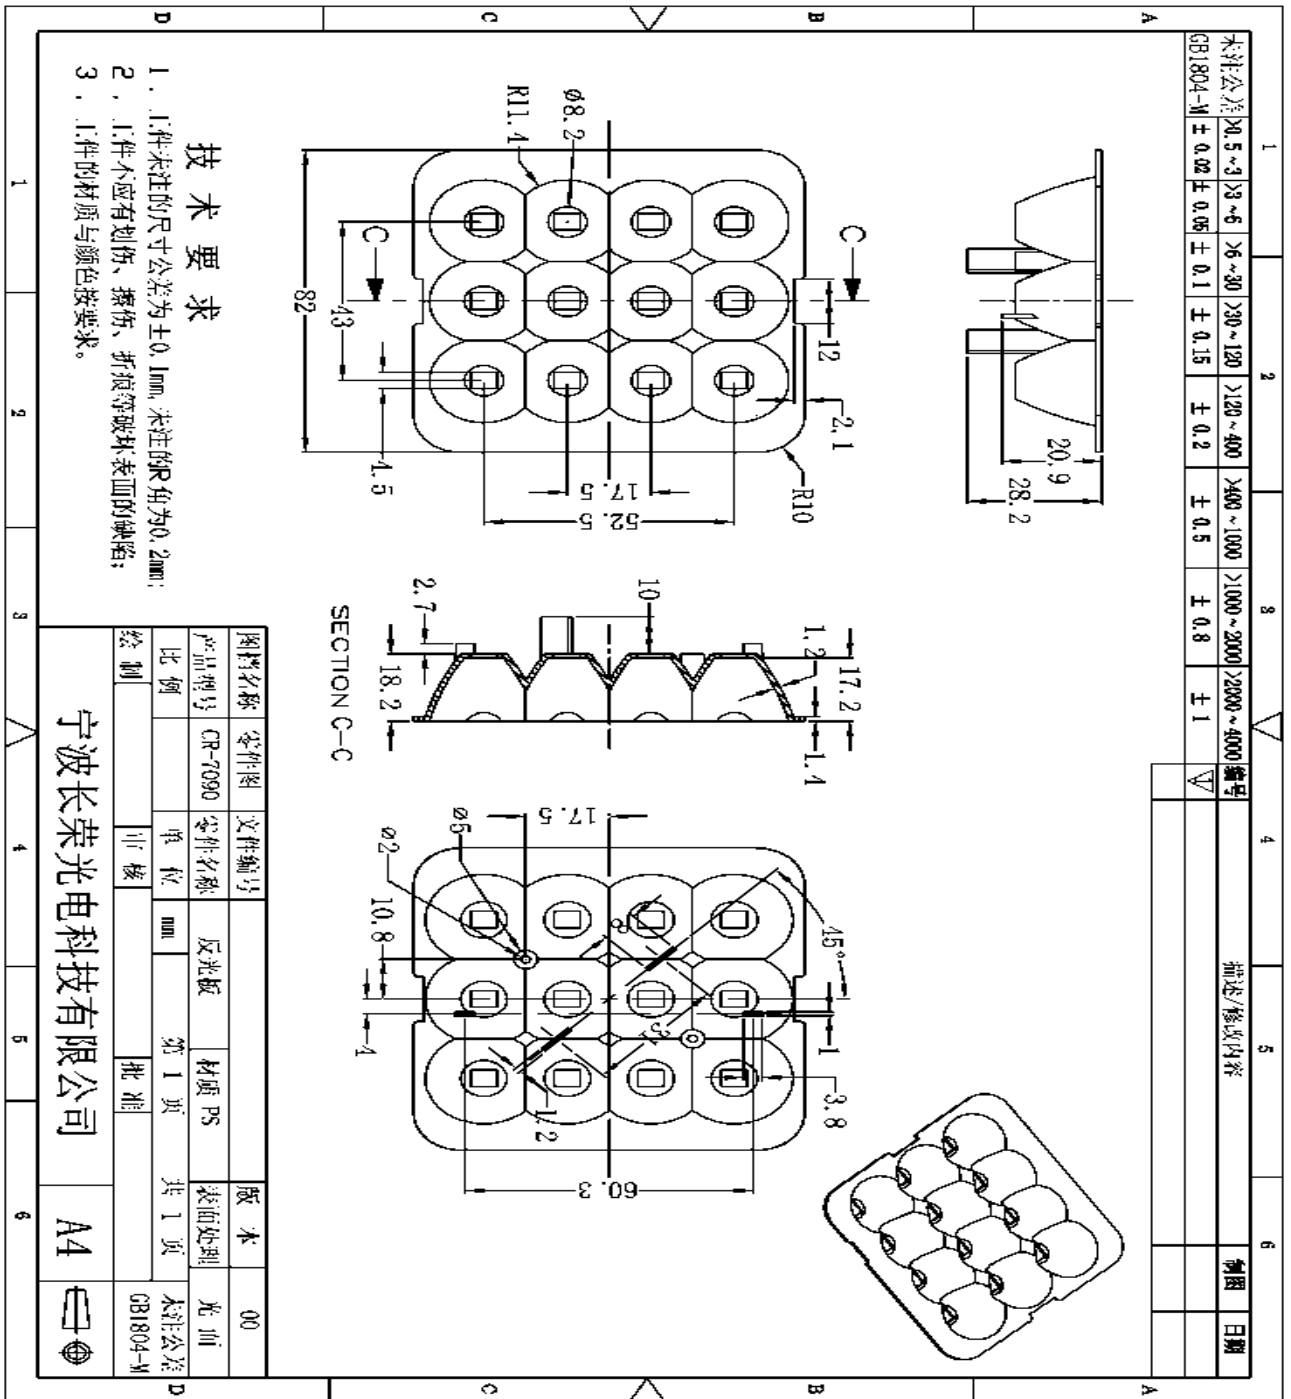 1 2 3 4 5 6
A
B
C
D
未注公差 >0.5~3 >3~6 >6~30 >30~120 >120~400 >400~1000 >1000~2000 >2000~4000
GB1804-M ±0.02 ±0.05 ±0.1 ±0.15 ±0.2 ±0.5 ±0.8 ±1
编号 描述/修改内容 制图 日期
1
20.9
28.2
C
C
12
2.1
R10
Ø8.2
R11.4
17.5
52.5
43
82
4.5
10
2.7
18.2
1.2
17.2
1.4
SECTION C-C
17.5
Ø5
Ø2
10.8
4
8
45°
31
1
3.8
1.2
60.3
技术要求
1．工件未注的尺寸公差为±0.1mm,未注的R角为0.2mm;
2．工件不应有划伤、擦伤、折痕等破坏表面的缺陷;
3．工件的材质与颜色按要求。
图档名称 零件图 文件编号 版本 00
产品型号 CR-7090 零件名称 反光板 材质 PS 表面处理 光面
比例 单位 mm 第 1 页 共 1 页 未注公差
绘制 审核 批准 GB1804-M
宁波长荣光电科技有限公司 A4
D
C
B
A
1 2 3 4 5 6